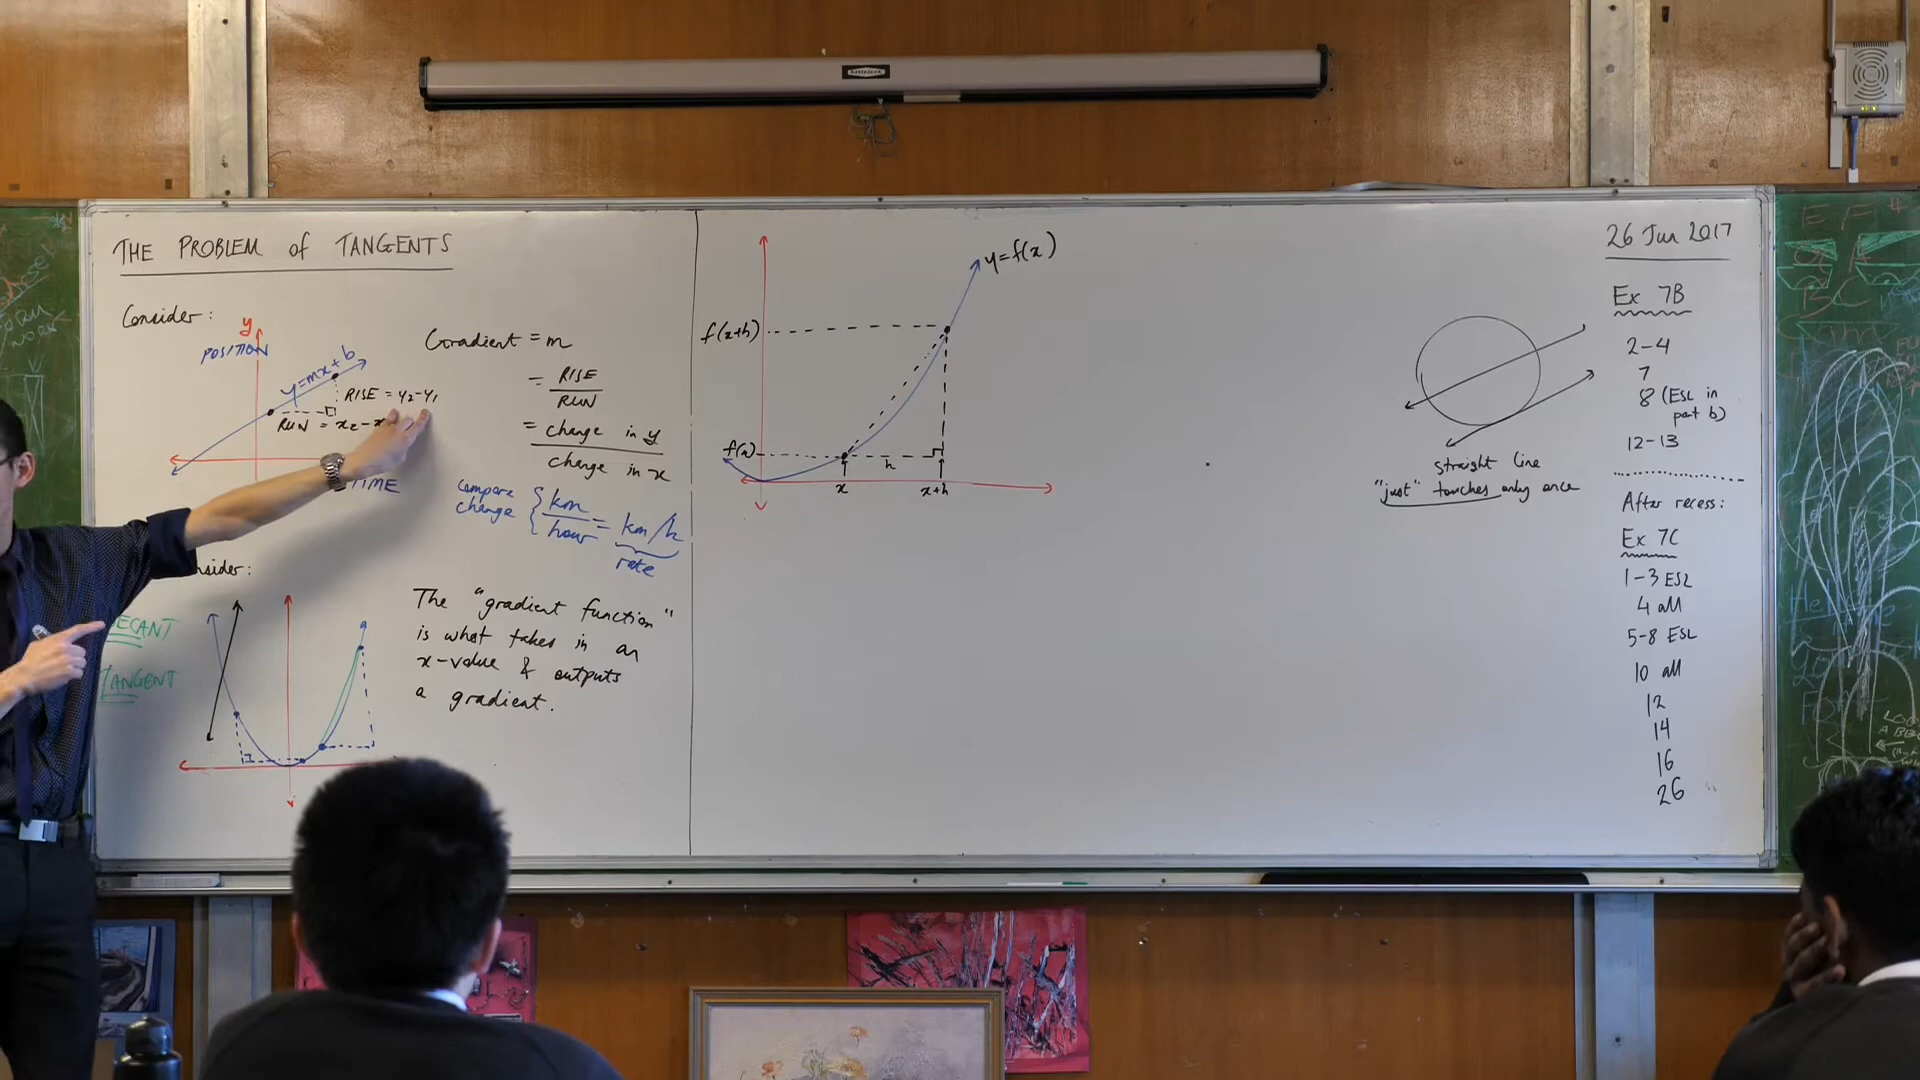 THE PROBLEM of TANGENTS
Consider:
y
POSITION
y=mx+b
RISE = y2-y1
RUN = x2-x
TIME
Gradient = m
= RISE
RUN
= change in y
change in x
compare
change
km
hour
= km/h
rate
nsider:
SECANT
TANGENT
The "gradient function"
is what takes in an
x-value & outputs
a gradient.
y=f(x)
f(x+h)
f(x)
h
x
x+h
straight line
"just" touches only once
26 Jun 2017
Ex 7B
2-4
7
8 (ESL in
part b)
12-13
After recess:
Ex 7C
1-3 ESL
4 all
5-8 ESL
10 all
12
14
16
26